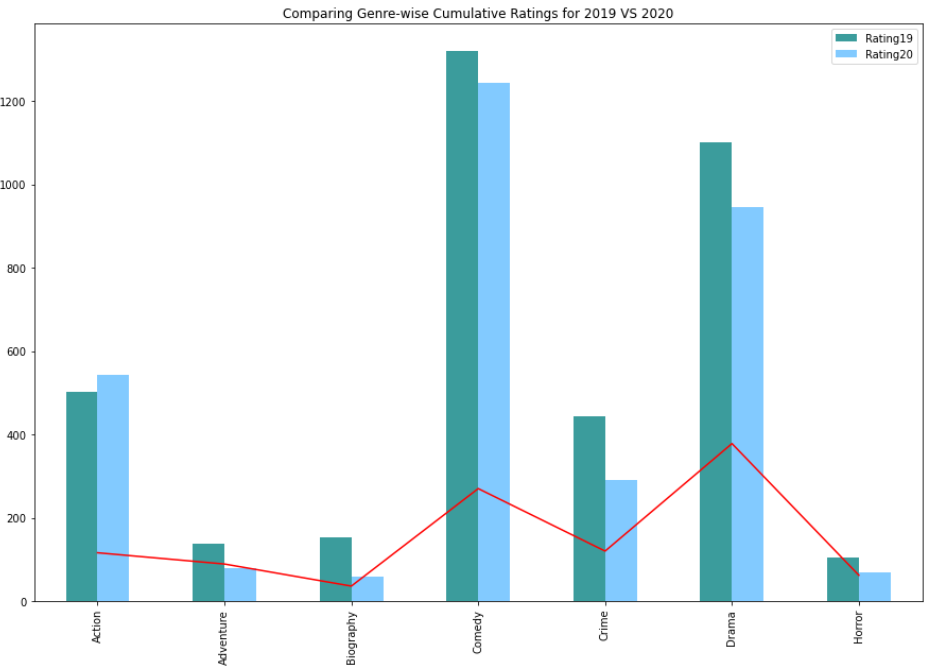 Comparing Genre-wise Cumulative Ratings for 2019 VS 2020
Rating19
Rating20
1200
1000
800
600
400
200
0
Action
Adventure
Biography
Comedy
Crime
Drama
Horror